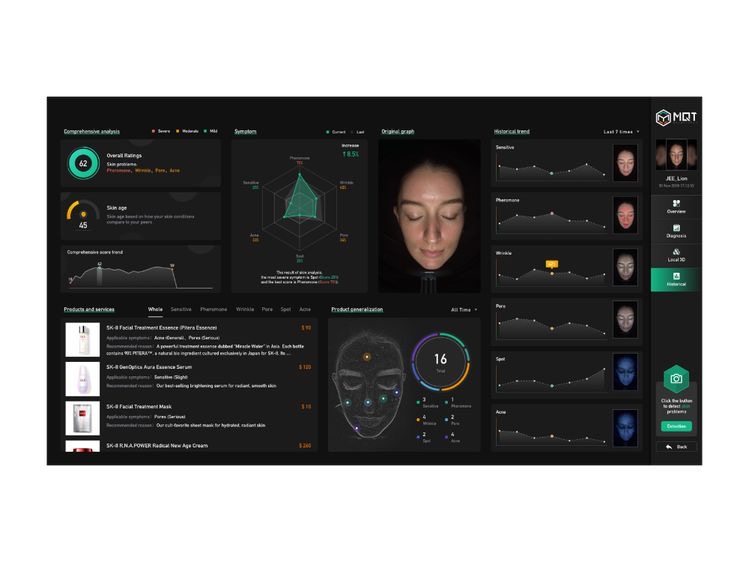 Comprehensive analysis
Severe
Moderate
Mild
62
Overall Ratings
Skin problems:
Pheromone, Wrinkle, Pore, Acne
45
Skin age
Skin age based on how your skin conditions
compare to your peers
Comprehensive score trend
Symptom
Current
Last
Increase
8.5%
Pheromone
Wrinkle
Spot
Acne
Sensitive
The result of skin analysis,
the most severe symptom is Spot
and the best score is Pheromone
Original graph
Historical trend
Last 7 times
Sensitive
Pheromone
Wrinkle
Pore
Spot
Acne
MQT
JEE_Lion
Overview
Diagnosis
Local 3D
Historical
Click the button
to detect skin
problems
Detection
Back
Products and services
Whole
Sensitive
Pheromone
Wrinkle
Pore
Spot
Acne
SK-II Facial Treatment Essence (Pitera Essence)
$ 90
Applicable symptoms: Acne (General), Pores (Serious)
Recommended reason: A powerful treatment essence dubbed "Miracle Water" in Asia. Each bottle
contains 90% PITERA™, a natural bio ingredient cultured exclusively in Japan for SK-II. Its ...
SK-II GenOptics Aura Essence Serum
$ 120
Applicable symptoms: Sensitive (Slight)
Recommended reason: Our best-selling brightening serum for radiant, smooth skin
SK-II Facial Treatment Mask
$ 10
Applicable symptoms: Pores (Serious)
Recommended reason: Our cult-favorite sheet mask for hydrated, radiant skin
SK-II R.N.A.POWER Radical New Age Cream
$ 260
Product generalization
All Time
16
Total
3
Sensitive
1
Pheromone
4
Wrinkle
2
Pore
2
Spot
4
Acne